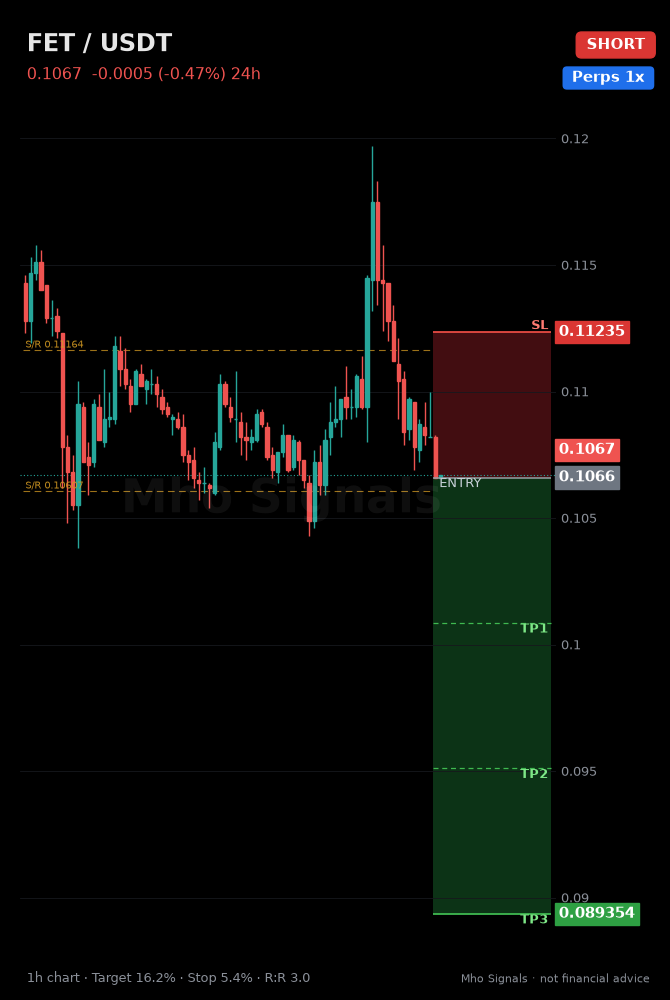 FET / USDT
SHORT
0.1067 -0.0005 (-0.47%) 24h
Perps 1x
0.12
0.115
SL
0.11235
S/R 0.11164
0.11
0.1067
0.1066
ENTRY
S/R 0.10607
Mho Signals
0.105
TP1
0.1
TP2
0.095
0.09
0.089354
TP3
1h chart · Target 16.2% · Stop 5.4% · R:R 3.0
Mho Signals · not financial advice